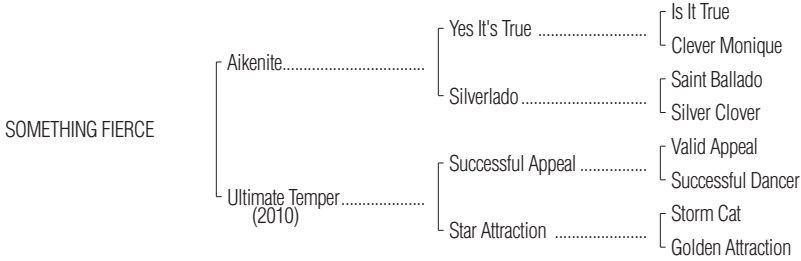 Is It True
Yes It's True ........................
Clever Monique
Aikenite................................
Saint Ballado
Silverlado............................
Silver Clover
SOMETHING FIERCE
Valid Appeal
Successful Appeal ...............
Successful Dancer
Ultimate Temper...................
(2010)
Storm Cat
Star Attraction .....................
Golden Attraction